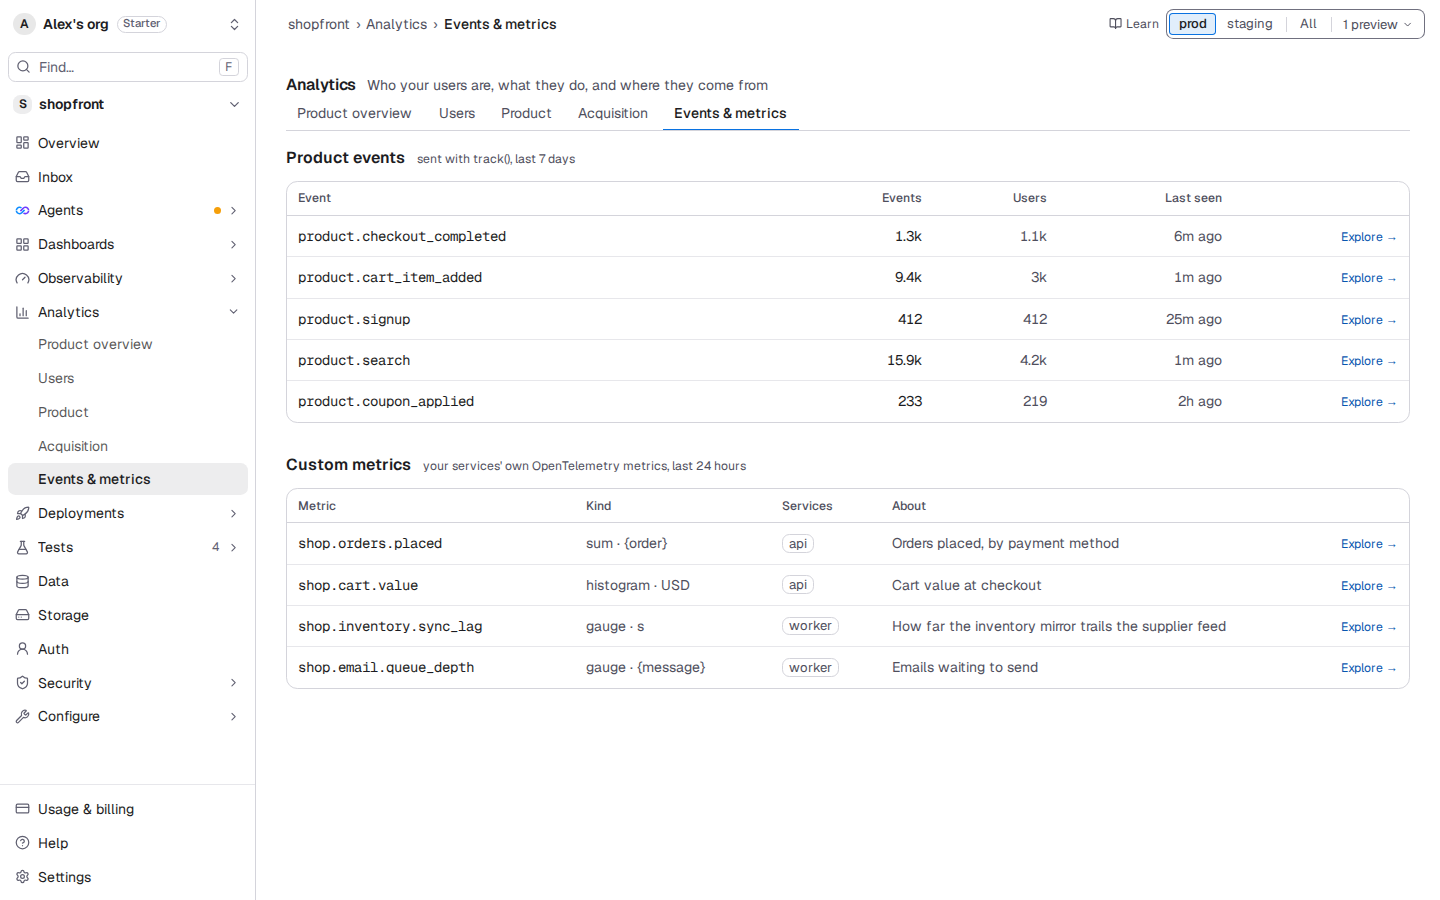 A Alex's org Starter
Find... F
S shopfront
Overview
Inbox
Agents
Dashboards
Observability
Analytics
Product overview
Users
Product
Acquisition
Events & metrics
Deployments
Tests 4
Data
Storage
Auth
Security
Configure
Usage & billing
Help
Settings
shopfront › Analytics › Events & metrics
Learn prod staging All 1 preview
Analytics Who your users are, what they do, and where they come from
Product overview Users Product Acquisition Events & metrics
Product events sent with track(), last 7 days
Event Events Users Last seen
product.checkout_completed 1.3k 1.1k 6m ago Explore →
product.cart_item_added 9.4k 3k 1m ago Explore →
product.signup 412 412 25m ago Explore →
product.search 15.9k 4.2k 1m ago Explore →
product.coupon_applied 233 219 2h ago Explore →
Custom metrics your services' own OpenTelemetry metrics, last 24 hours
Metric Kind Services About
shop.orders.placed sum · {order} api Orders placed, by payment method Explore →
shop.cart.value histogram · USD api Cart value at checkout Explore →
shop.inventory.sync_lag gauge · s worker How far the inventory mirror trails the supplier feed Explore →
shop.email.queue_depth gauge · {message} worker Emails waiting to send Explore →